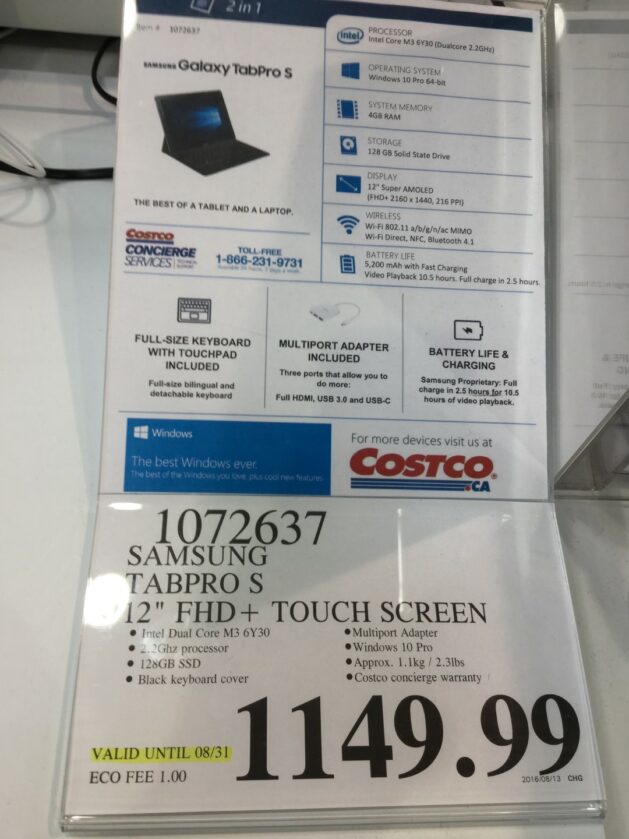 2 in 1
Item # 1072637
SAMSUNG Galaxy TabPro S
THE BEST OF A TABLET AND A LAPTOP.
COSTCO
CONCIERGE
SERVICES TECHNICAL SUPPORT
TOLL-FREE
1-866-231-9731
Available 24 hours, 7 days a week
intel
PROCESSOR
Intel Core M3 6Y30 (Dualcore 2.2GHz)
OPERATING SYSTEM
Windows 10 Pro 64-bit
SYSTEM MEMORY
4GB RAM
STORAGE
128 GB Solid State Drive
DISPLAY
12" Super AMOLED
(FHD+ 2160 x 1440, 216 PPI)
WIRELESS
Wi-Fi 802.11 a/b/g/n/ac MIMO
Wi-Fi Direct, NFC, Bluetooth 4.1
BATTERY LIFE
5,200 mAh with Fast Charging
Video Playback 10.5 hours. Full charge in 2.5 hours.
FULL-SIZE KEYBOARD
WITH TOUCHPAD
INCLUDED
Full-size bilingual and
detachable keyboard
MULTIPORT ADAPTER
INCLUDED
Three ports that allow you to
do more:
Full HDMI, USB 3.0 and USB-C
BATTERY LIFE &
CHARGING
Samsung Proprietary: Full
charge in 2.5 hours for 10.5
hours of video playback.
Windows
The best Windows ever.
The best of the Windows you love, plus cool new features
For more devices visit us at
COSTCO
.CA
1072637
SAMSUNG
TABPRO S
12" FHD+ TOUCH SCREEN
• Intel Dual Core M3 6Y30
• 2.2Ghz processor
• 128GB SSD
• Black keyboard cover
• Multiport Adapter
• Windows 10 Pro
• Approx. 1.1kg / 2.3lbs
• Costco concierge warranty
1149.99
VALID UNTIL 08/31
ECO FEE 1.00
2016/08/13 CHG